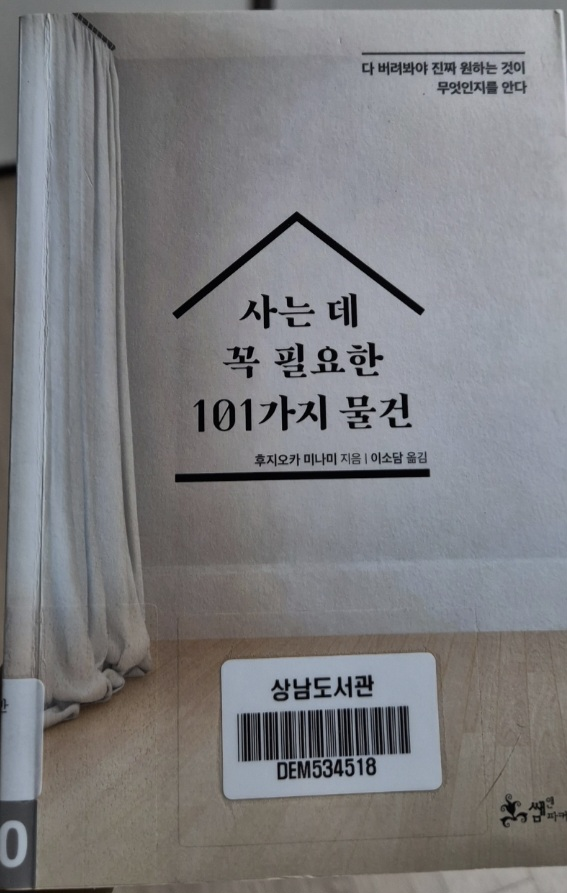 다 버려봐야 진짜 원하는 것이
무엇인지를 안다
사는 데
꼭 필요한
101가지 물건
후지오카 미나미 지음 | 이소담 옮김
상남도서관
DEM534518
쌤
0